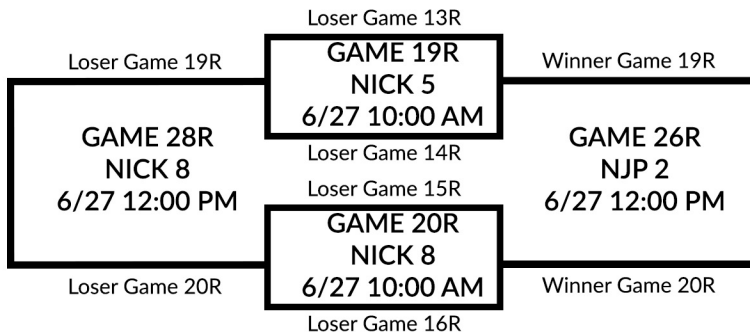 Loser Game 13R
Loser Game 19R
GAME 19R
NICK 5
6/27 10:00 AM
Winner Game 19R
Loser Game 14R
GAME 28R
NICK 8
6/27 12:00 PM
GAME 26R
NJP 2
6/27 12:00 PM
Loser Game 15R
GAME 20R
NICK 8
6/27 10:00 AM
Loser Game 20R
Winner Game 20R
Loser Game 16R